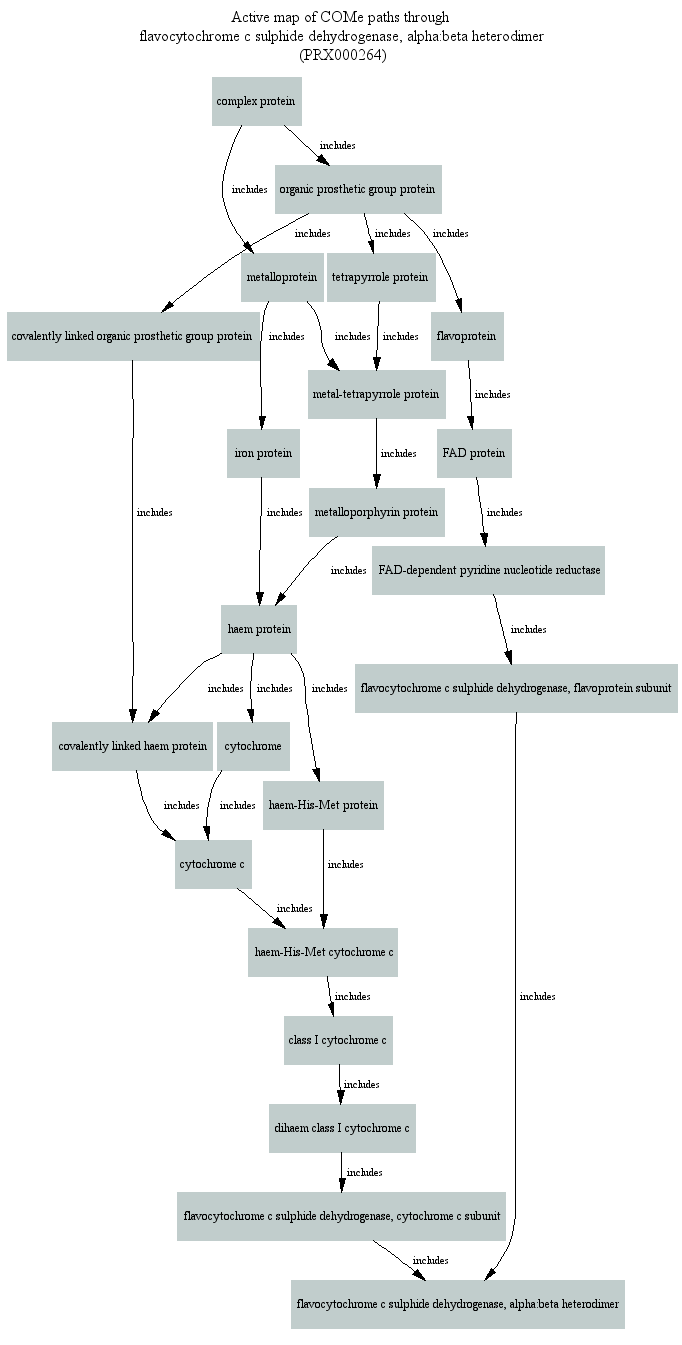 Active map of COMe paths through
flavocytochrome c sulphide dehydrogenase, alpha:beta heterodimer
(PRX000264)
complex protein
includes
includes
organic prosthetic group protein
includes
includes
includes
metalloprotein
tetrapyrrole protein
covalently linked organic prosthetic group protein
includes
includes
includes
flavoprotein
metal-tetrapyrrole protein
includes
iron protein
includes
FAD protein
includes
includes
metalloporphyrin protein
includes
includes
FAD-dependent pyridine nucleotide reductase
haem protein
includes
includes
includes
includes
flavocytochrome c sulphide dehydrogenase, flavoprotein subunit
covalently linked haem protein
cytochrome
includes
includes
haem-His-Met protein
cytochrome c
includes
includes
haem-His-Met cytochrome c
includes
includes
class I cytochrome c
includes
dihaem class I cytochrome c
includes
flavocytochrome c sulphide dehydrogenase, cytochrome c subunit
includes
flavocytochrome c sulphide dehydrogenase, alpha:beta heterodimer